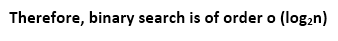 Therefore, binary search is of order o (log₂n)